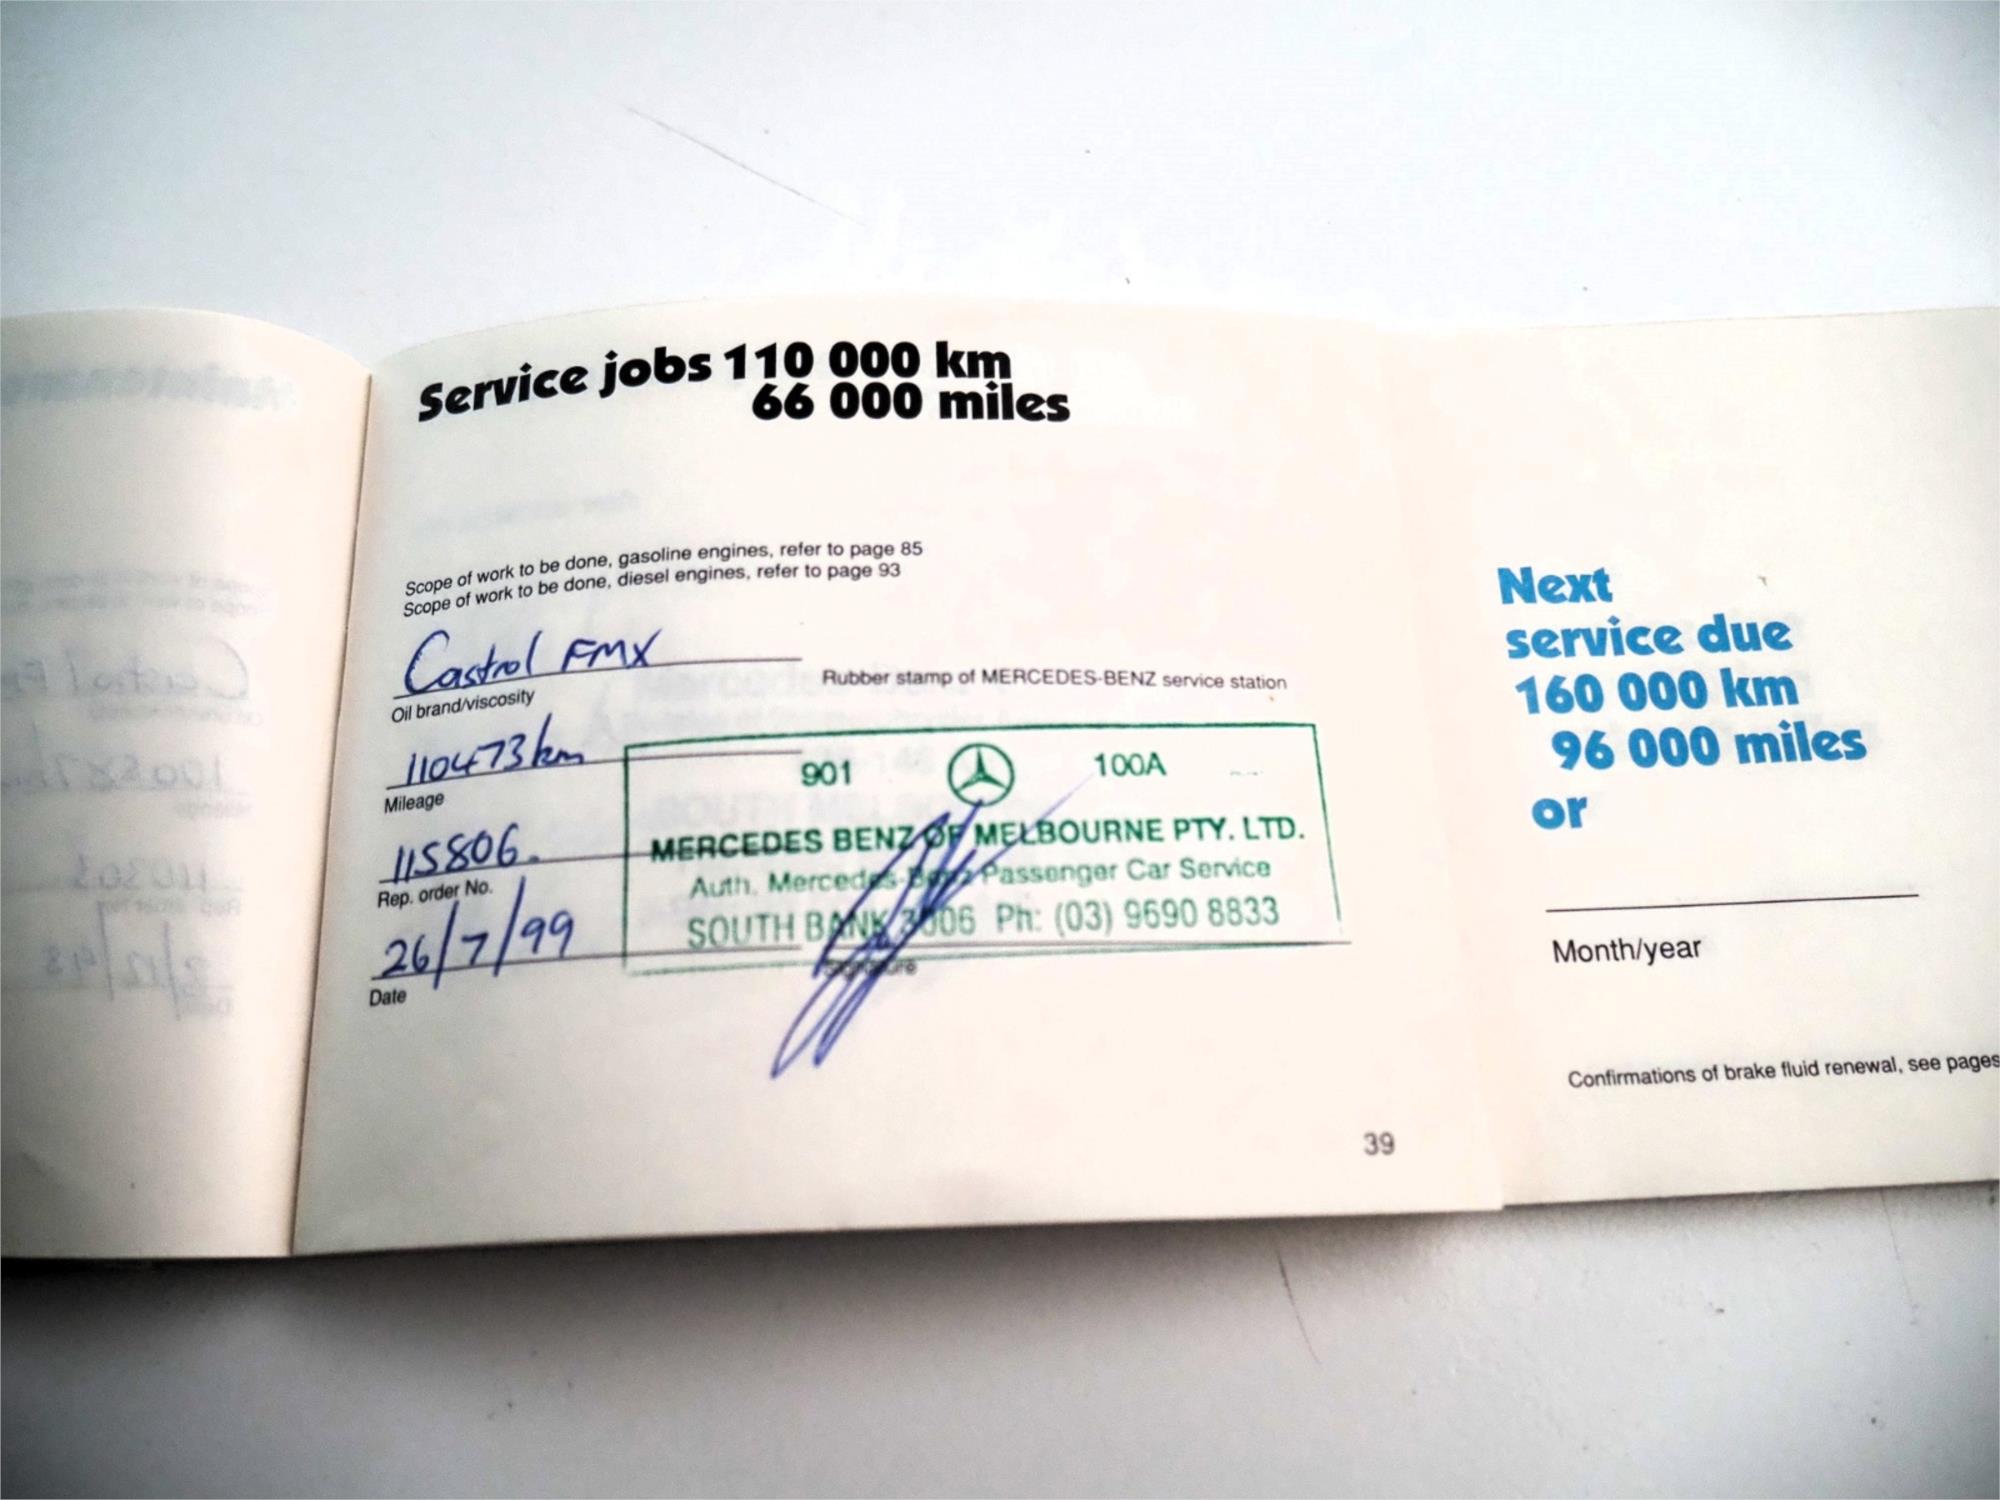 Service jobs 110 000 km
66 000 miles
Scope of work to be done, gasoline engines, refer to page 85
Scope of work to be done, diesel engines, refer to page 93
Castrol FMX
Oil brand/viscosity
Rubber stamp of MERCEDES-BENZ service station
110473km
Mileage
115806.
Rep. order No.
26/7/99
Date
901 100A
MERCEDES BENZ OF MELBOURNE PTY. LTD.
Auth. Mercedes-Benz Passenger Car Service
SOUTH BANK 3006 Ph: (03) 9690 8833
Signature
39
Next
service due
160 000 km
96 000 miles
or
Month/year
Confirmations of brake fluid renewal, see pages